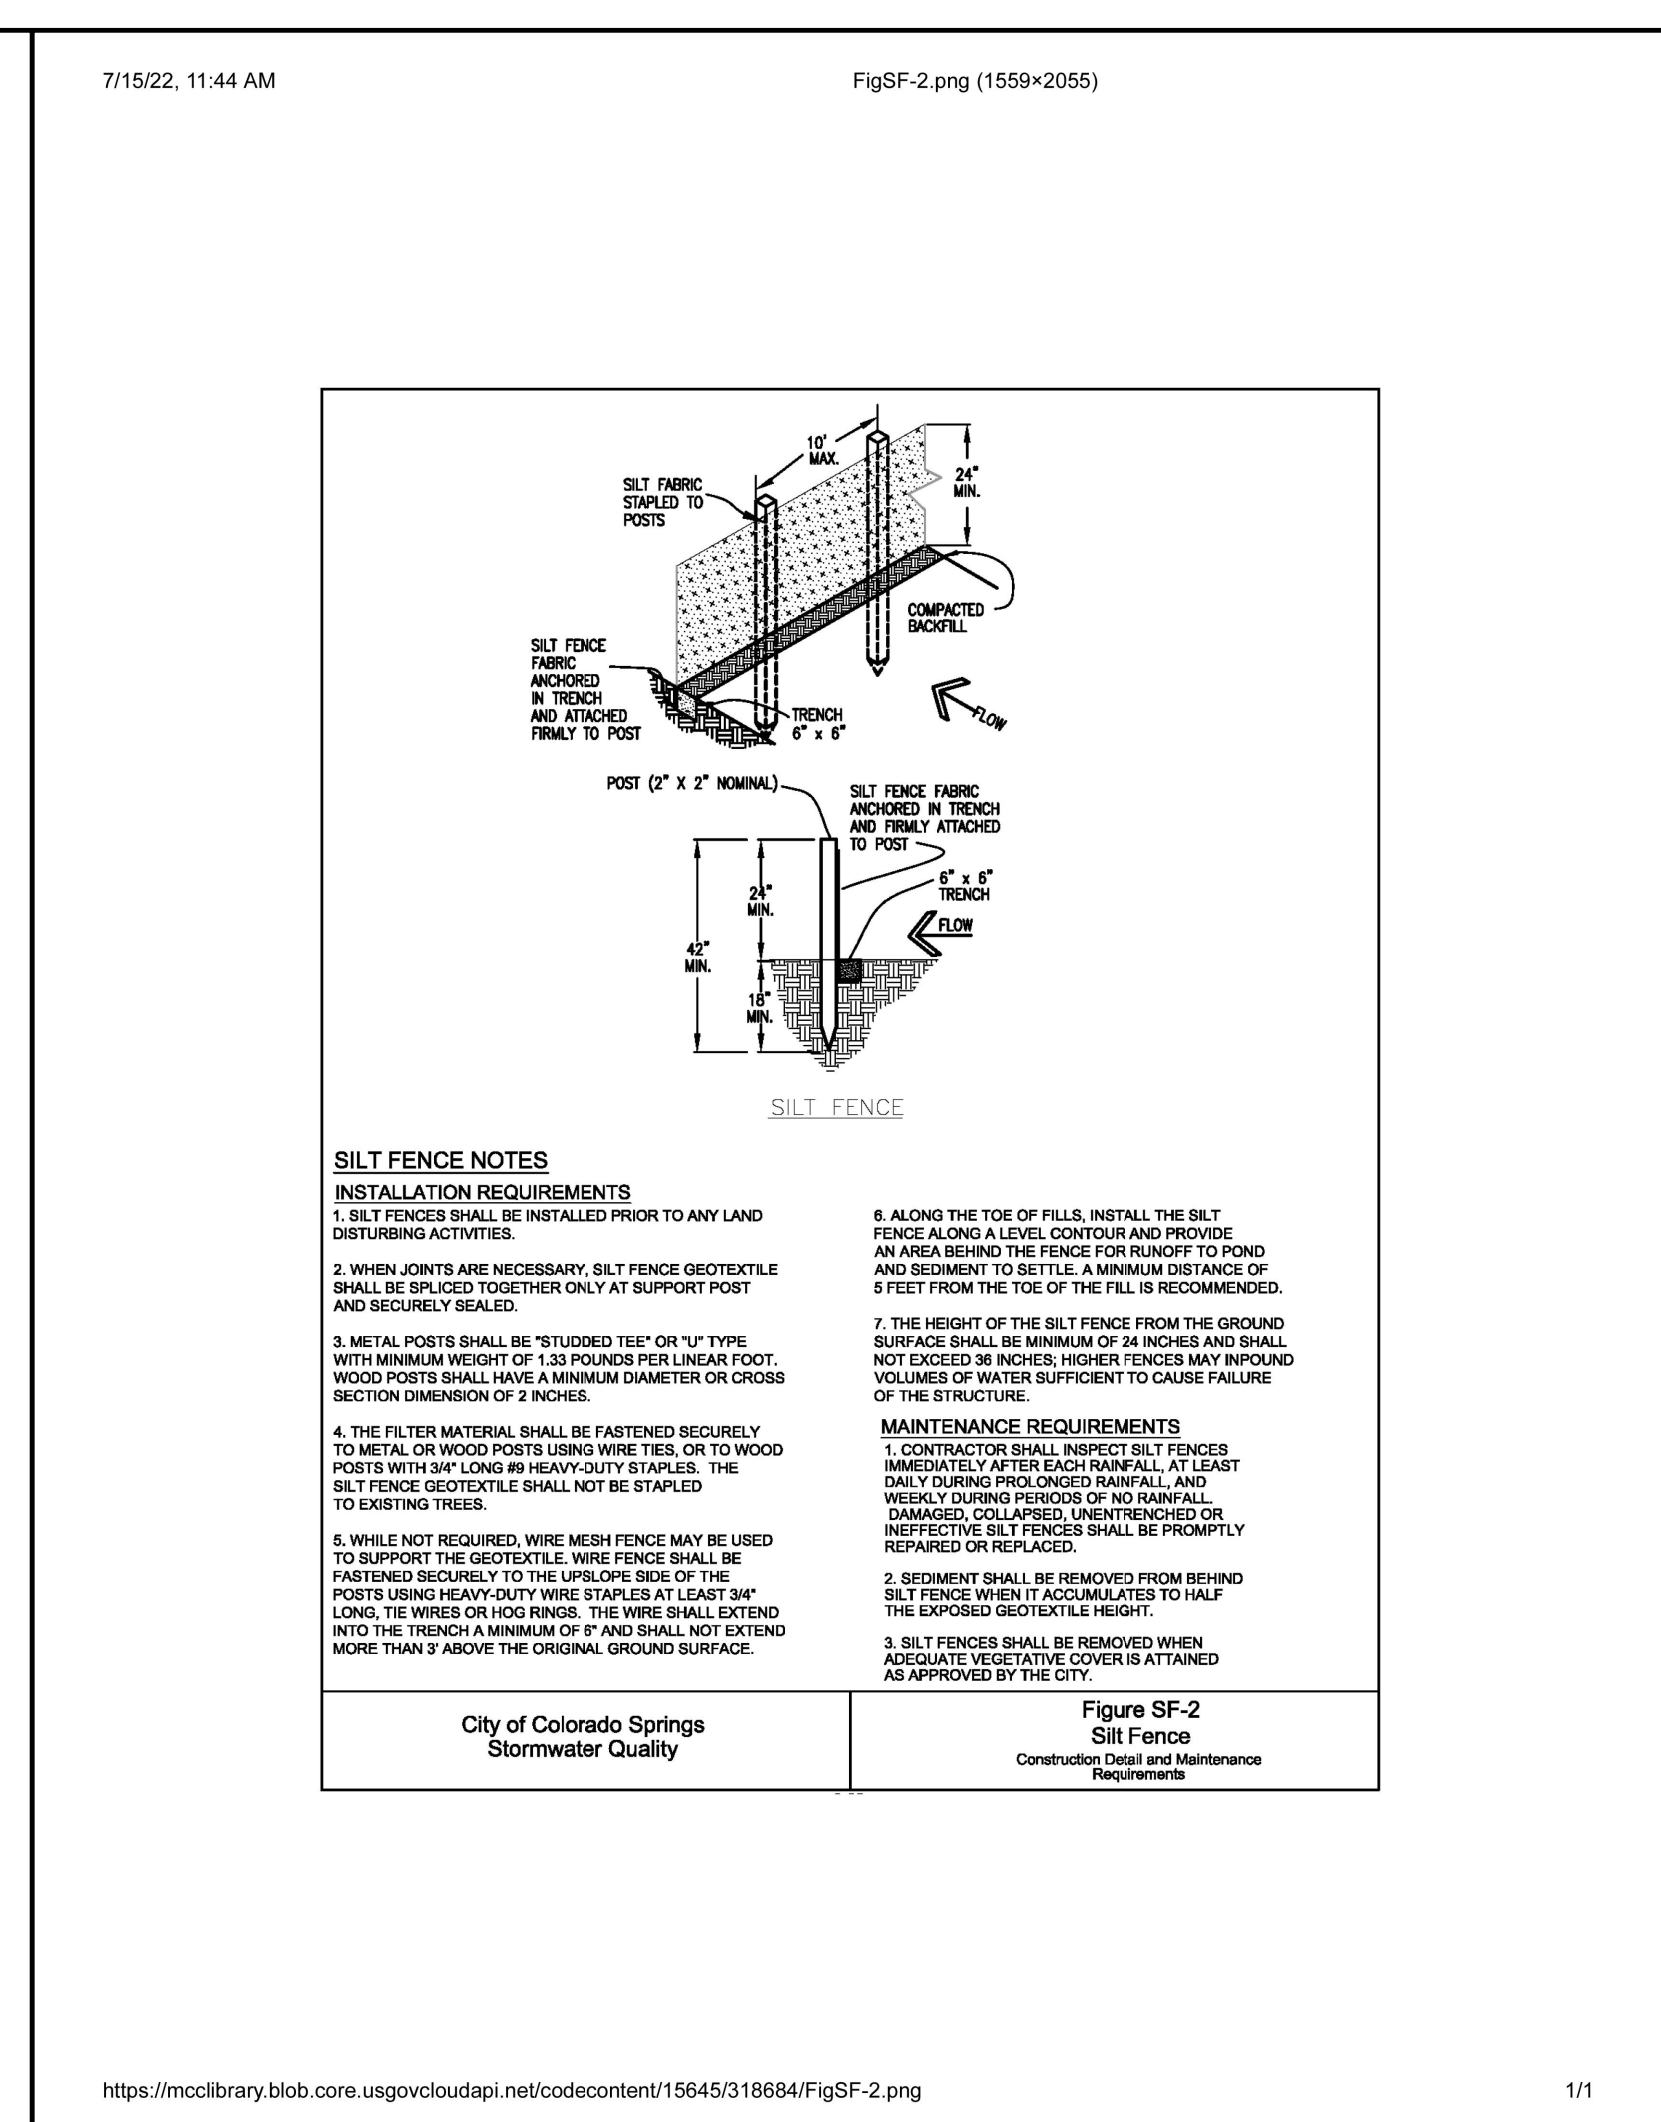 7/15/22, 11:44 AM
FigSF-2.png (1559×2055)
10'
MAX.
24"
MIN.
SILT FABRIC
STAPLED TO
POSTS
COMPACTED
BACKFILL
SILT FENCE
FABRIC
ANCHORED
IN TRENCH
AND ATTACHED
FIRMLY TO POST
TRENCH
6" x 6"
FLOW
POST (2" X 2" NOMINAL)
SILT FENCE FABRIC
ANCHORED IN TRENCH
AND FIRMLY ATTACHED
TO POST
6" x 6"
TRENCH
24"
MIN.
FLOW
42"
MIN.
18"
MIN.
SILT FENCE
SILT FENCE NOTES
INSTALLATION REQUIREMENTS
1. SILT FENCES SHALL BE INSTALLED PRIOR TO ANY LAND
DISTURBING ACTIVITIES.
2. WHEN JOINTS ARE NECESSARY, SILT FENCE GEOTEXTILE
SHALL BE SPLICED TOGETHER ONLY AT SUPPORT POST
AND SECURELY SEALED.
3. METAL POSTS SHALL BE "STUDDED TEE" OR "U" TYPE
WITH MINIMUM WEIGHT OF 1.33 POUNDS PER LINEAR FOOT.
WOOD POSTS SHALL HAVE A MINIMUM DIAMETER OR CROSS
SECTION DIMENSION OF 2 INCHES.
4. THE FILTER MATERIAL SHALL BE FASTENED SECURELY
TO METAL OR WOOD POSTS USING WIRE TIES, OR TO WOOD
POSTS WITH 3/4" LONG #9 HEAVY-DUTY STAPLES. THE
SILT FENCE GEOTEXTILE SHALL NOT BE STAPLED
TO EXISTING TREES.
5. WHILE NOT REQUIRED, WIRE MESH FENCE MAY BE USED
TO SUPPORT THE GEOTEXTILE. WIRE FENCE SHALL BE
FASTENED SECURELY TO THE UPSLOPE SIDE OF THE
POSTS USING HEAVY-DUTY WIRE STAPLES AT LEAST 3/4"
LONG, TIE WIRES OR HOG RINGS. THE WIRE SHALL EXTEND
INTO THE TRENCH A MINIMUM OF 6" AND SHALL NOT EXTEND
MORE THAN 3' ABOVE THE ORIGINAL GROUND SURFACE.
6. ALONG THE TOE OF FILLS, INSTALL THE SILT
FENCE ALONG A LEVEL CONTOUR AND PROVIDE
AN AREA BEHIND THE FENCE FOR RUNOFF TO POND
AND SEDIMENT TO SETTLE. A MINIMUM DISTANCE OF
5 FEET FROM THE TOE OF THE FILL IS RECOMMENDED.
7. THE HEIGHT OF THE SILT FENCE FROM THE GROUND
SURFACE SHALL BE MINIMUM OF 24 INCHES AND SHALL
NOT EXCEED 36 INCHES; HIGHER FENCES MAY INPOUND
VOLUMES OF WATER SUFFICIENT TO CAUSE FAILURE
OF THE STRUCTURE.
MAINTENANCE REQUIREMENTS
1. CONTRACTOR SHALL INSPECT SILT FENCES
IMMEDIATELY AFTER EACH RAINFALL, AT LEAST
DAILY DURING PROLONGED RAINFALL, AND
WEEKLY DURING PERIODS OF NO RAINFALL.
DAMAGED, COLLAPSED, UNENTRENCHED OR
INEFFECTIVE SILT FENCES SHALL BE PROMPTLY
REPAIRED OR REPLACED.
2. SEDIMENT SHALL BE REMOVED FROM BEHIND
SILT FENCE WHEN IT ACCUMULATES TO HALF
THE EXPOSED GEOTEXTILE HEIGHT.
3. SILT FENCES SHALL BE REMOVED WHEN
ADEQUATE VEGETATIVE COVER IS ATTAINED
AS APPROVED BY THE CITY.
City of Colorado Springs
Stormwater Quality
Figure SF-2
Silt Fence
Construction Detail and Maintenance
Requirements
https://mcclibrary.blob.core.usgovcloudapi.net/codecontent/15645/318684/FigSF-2.png
1/1